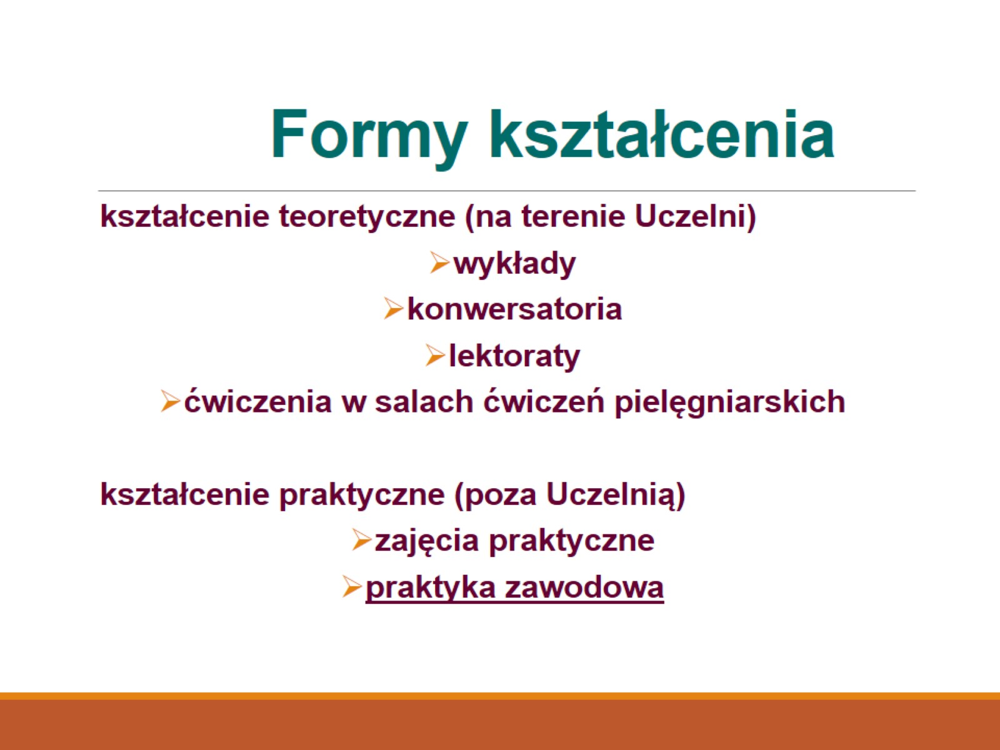 Formy kształcenia
kształcenie teoretyczne (na terenie Uczelni)
➢wykłady
➢konwersatoria
➢lektoraty
➢ćwiczenia w salach ćwiczeń pielęgniarskich
kształcenie praktyczne (poza Uczelnią)
➢zajęcia praktyczne
➢praktyka zawodowa